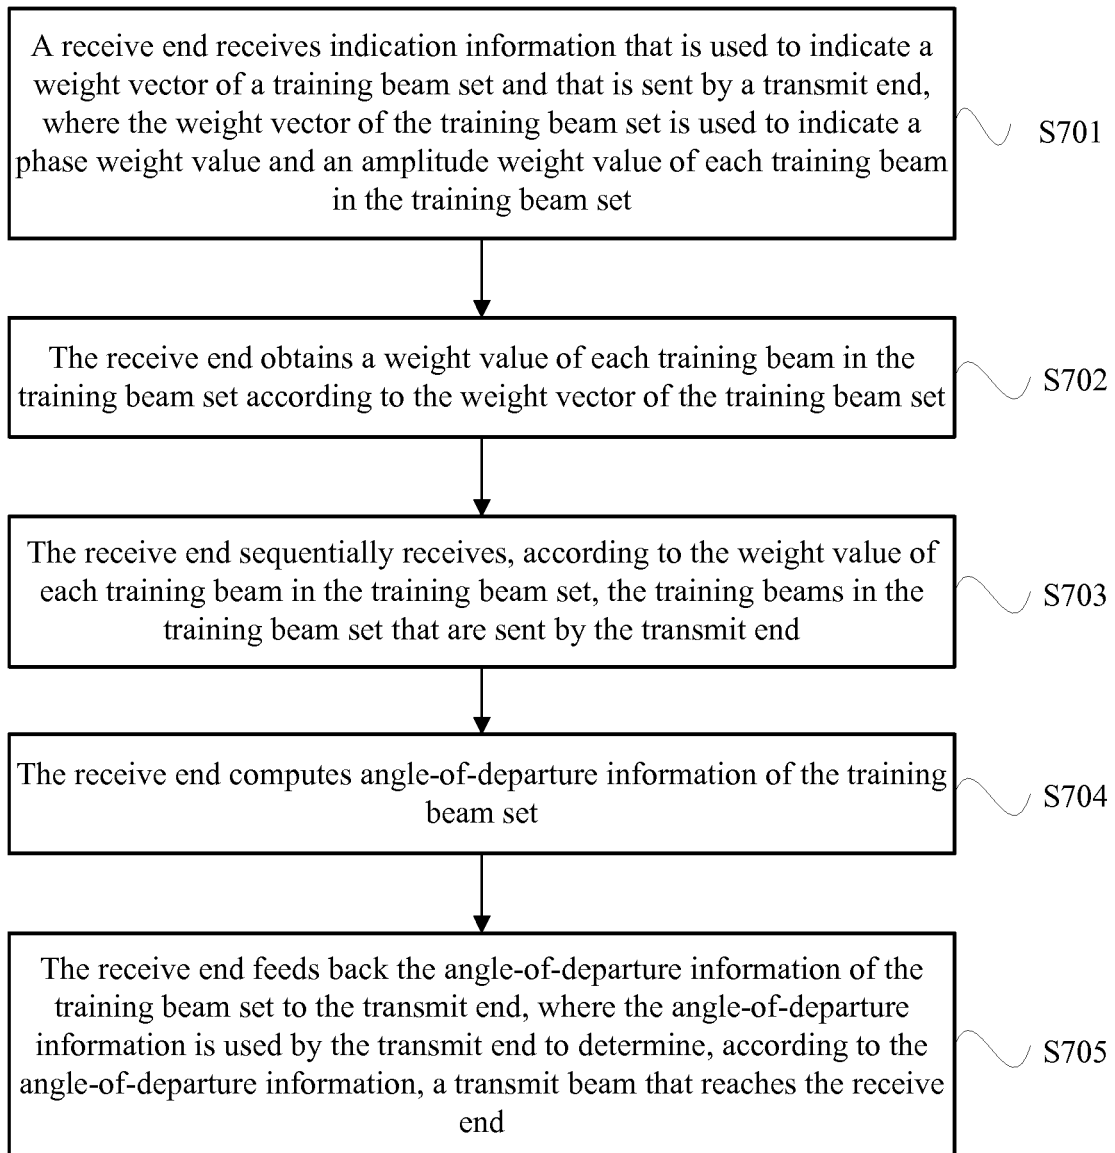 A receive end receives indication information that is used to indicate a
weight vector of a training beam set and that is sent by a transmit end,
where the weight vector of the training beam set is used to indicate a
phase weight value and an amplitude weight value of each training beam
in the training beam set
S701
The receive end obtains a weight value of each training beam in the
training beam set according to the weight vector of the training beam set
S702
The receive end sequentially receives, according to the weight value of
each training beam in the training beam set, the training beams in the
training beam set that are sent by the transmit end
S703
The receive end computes angle-of-departure information of the training
beam set
S704
The receive end feeds back the angle-of-departure information of the
training beam set to the transmit end, where the angle-of-departure
information is used by the transmit end to determine, according to the
angle-of-departure information, a transmit beam that reaches the receive
end
S705